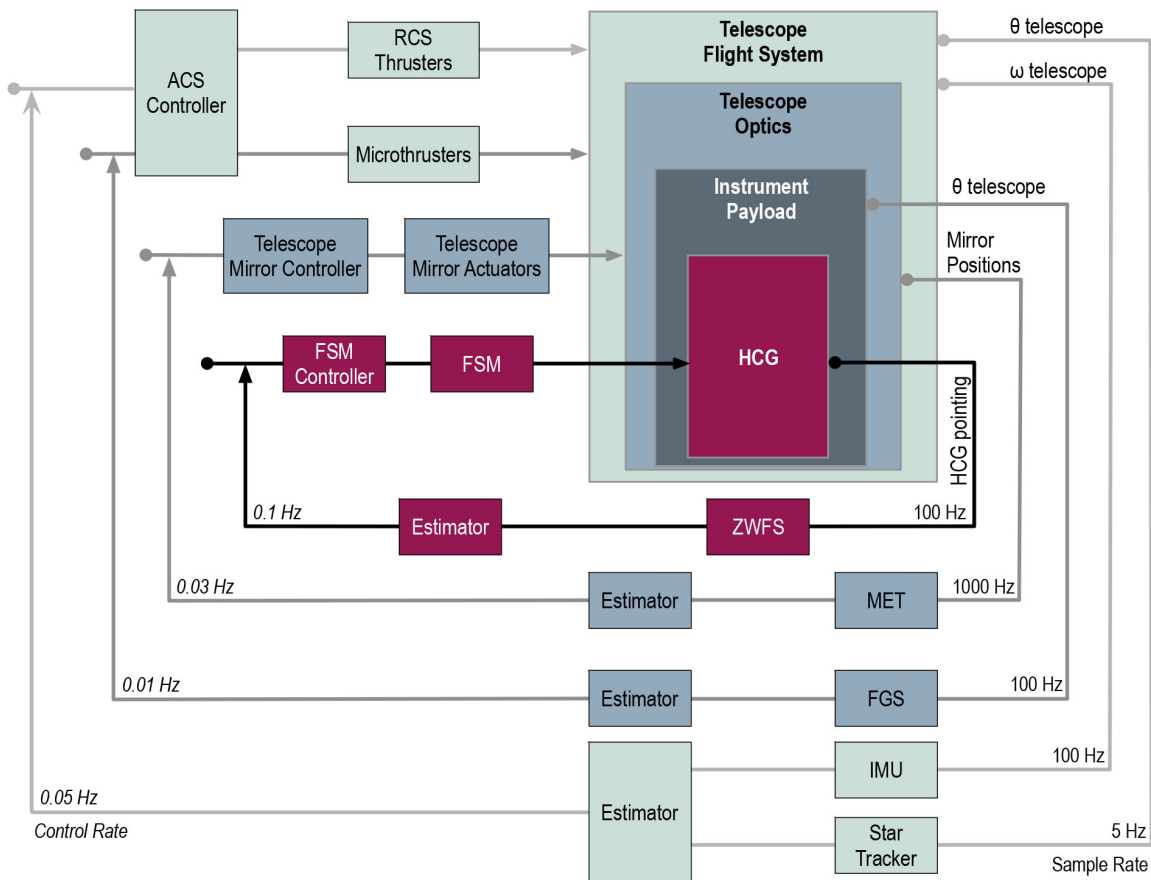 Telescope
Flight System
θ telescope
RCS
Thrusters
ω telescope
ACS
Controller
Telescope
Optics
Microthrusters
Instrument
Payload
θ telescope
Telescope
Mirror Controller
Telescope
Mirror Actuators
Mirror
Positions
FSM
Controller
FSM
HCG
HCG pointing
0.1 Hz
Estimator
ZWFS
100 Hz
0.03 Hz
Estimator
MET
1000 Hz
0.01 Hz
Estimator
FGS
100 Hz
IMU
100 Hz
0.05 Hz
Control Rate
Estimator
Star
Tracker
5 Hz
Sample Rate